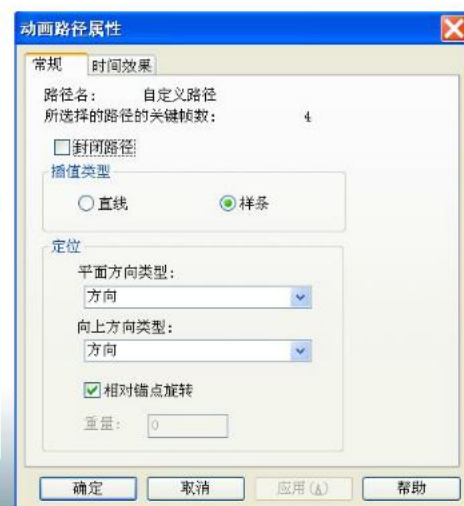 动画路径属性
常规 时间效果
路径名: 自定义路径
所选择的路径的关键帧数: 4
封闭路径
插值类型
直线 样条
定位
平面方向类型:
方向
向上方向类型:
方向
相对锚点旋转
重量: 0
确定 取消 应用(A) 帮助